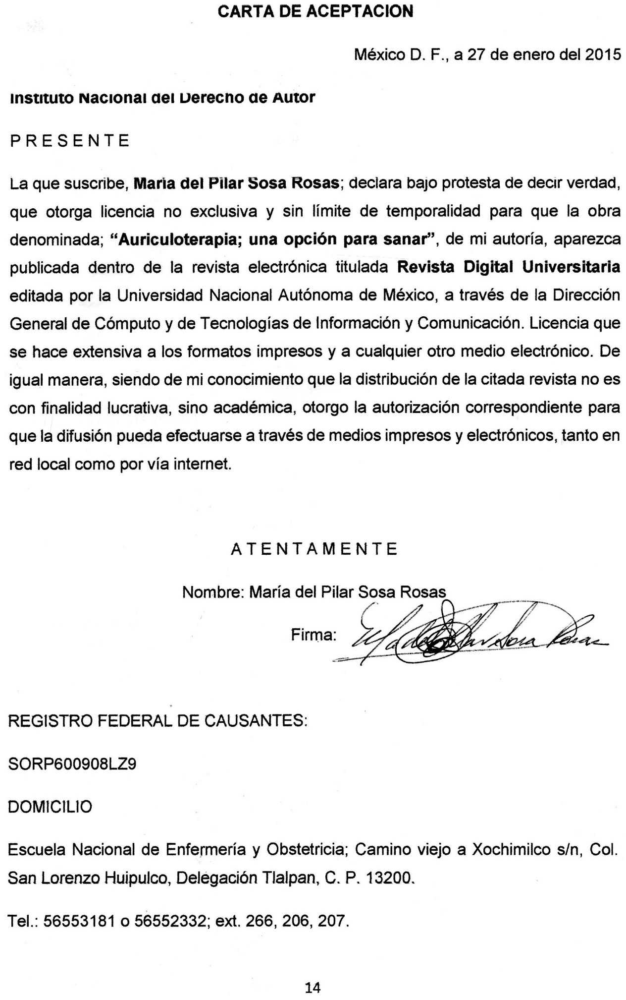 CARTA DE ACEPTACION
México D. F., a 27 de enero del 2015
Instituto Nacional del Derecho de Autor
P R E S E N T E
La que suscribe, Maria del Pilar Sosa Rosas; declara bajo protesta de decir verdad,
que otorga licencia no exclusiva y sin límite de temporalidad para que la obra
denominada; “Auriculoterapia; una opción para sanar”, de mi autoría, aparezca
publicada dentro de la revista electrónica titulada Revista Digital Universitaria
editada por la Universidad Nacional Autónoma de México, a través de la Dirección
General de Cómputo y de Tecnologías de Información y Comunicación. Licencia que
se hace extensiva a los formatos impresos y a cualquier otro medio electrónico. De
igual manera, siendo de mi conocimiento que la distribución de la citada revista no es
con finalidad lucrativa, sino académica, otorgo la autorización correspondiente para
que la difusión pueda efectuarse a través de medios impresos y electrónicos, tanto en
red local como por vía internet.
A T E N T A M E N T E
Nombre: María del Pilar Sosa Rosas
Firma: Ma del Pilar Sosa Rosas
REGISTRO FEDERAL DE CAUSANTES:
SORP600908LZ9
DOMICILIO
Escuela Nacional de Enfermería y Obstetricia; Camino viejo a Xochimilco s/n, Col.
San Lorenzo Huipulco, Delegación Tlalpan, C. P. 13200.
Tel.: 56553181 o 56552332; ext. 266, 206, 207.
14